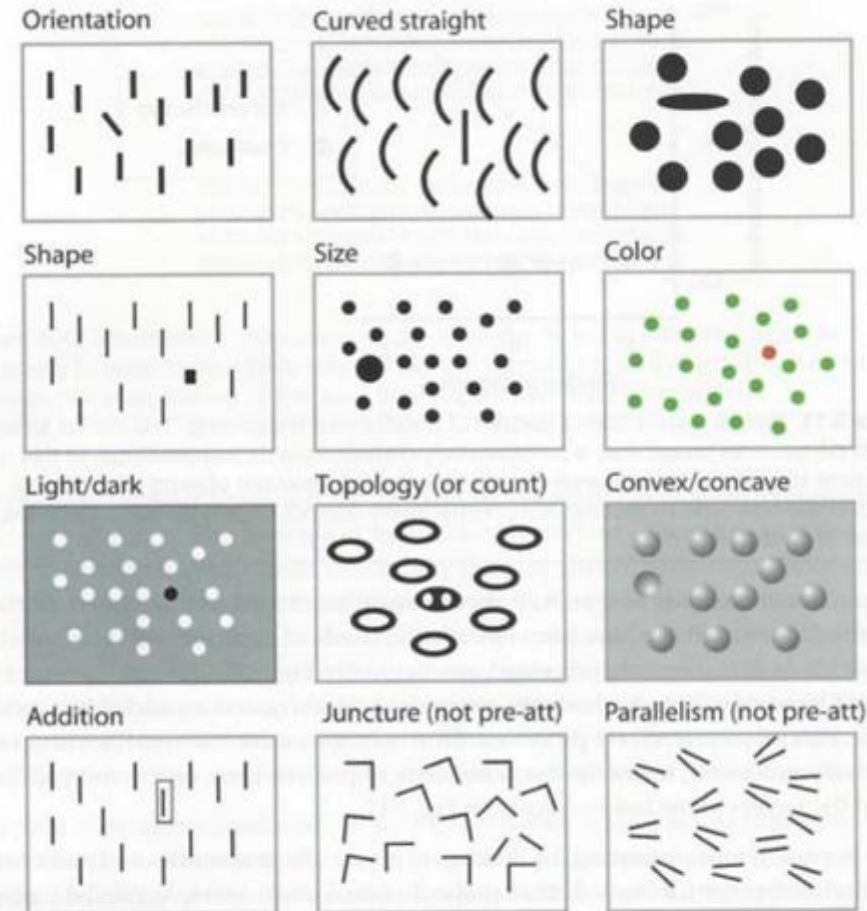 Orientation
Curved straight
Shape
Shape
Size
Color
Light/dark
Topology (or count)
Convex/concave
Addition
Juncture (not pre-att)
Parallelism (not pre-att)